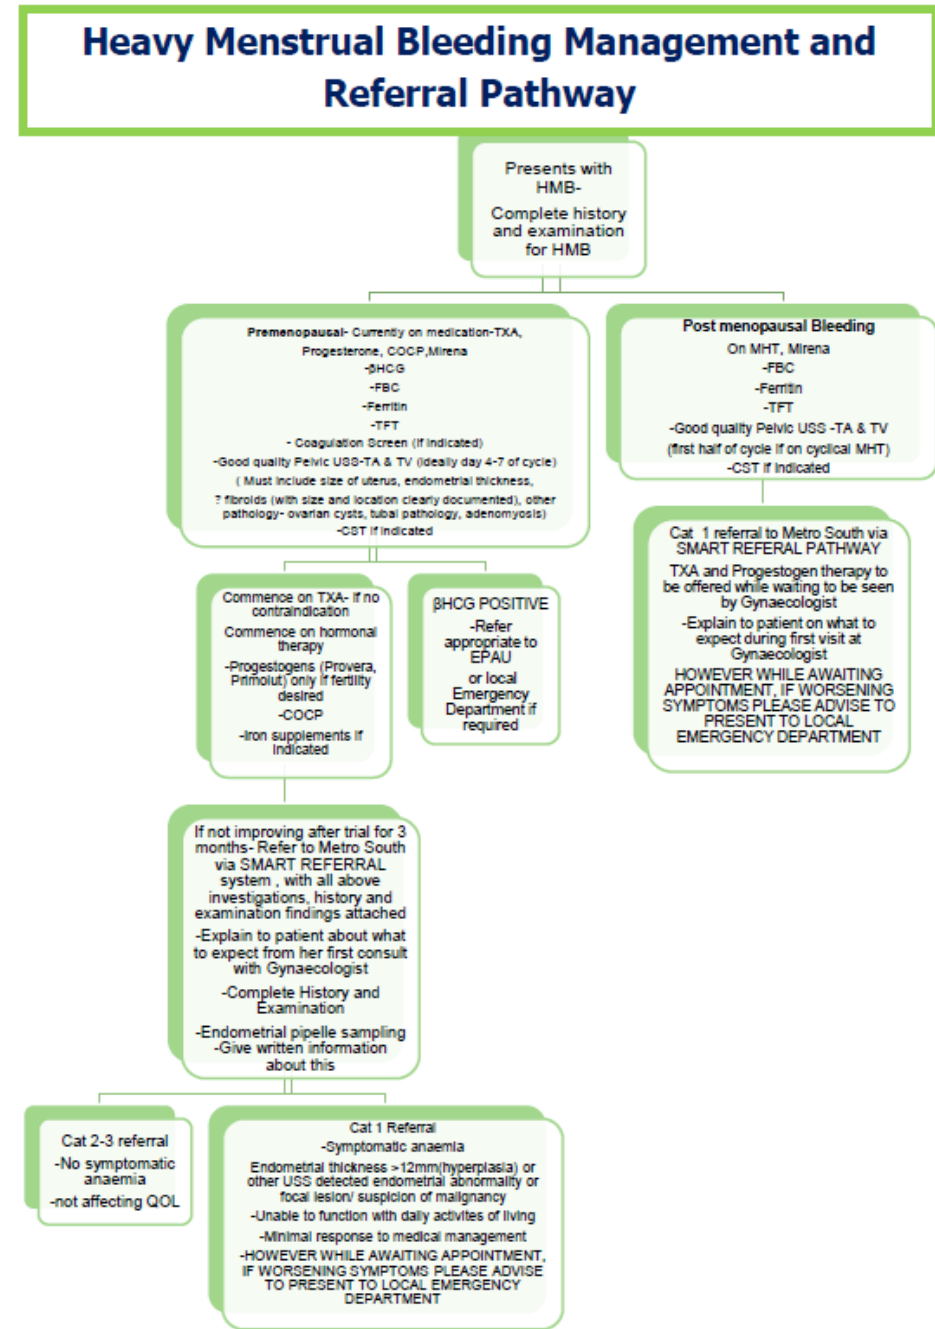 Heavy Menstrual Bleeding Management and
Referral Pathway
Presents with
HMB-
Complete history
and examination
for HMB
Premenopausal- Currently on medication-TXA,
Progesterone, COCP,Mirena
-βHCG
-FBC
-Ferritin
-TFT
- Coagulation Screen (if indicated)
-Good quality Pelvic USS-TA & TV (ideally day 4-7 of cycle)
( Must include size of uterus, endometrial thickness,
? fibroids (with size and location clearly documented), other
pathology- ovarian cysts, tubal pathology, adenomyosis)
-CST if indicated
Post menopausal Bleeding
On MHT, Mirena
-FBC
-Ferritin
-TFT
-Good quality Pelvic USS -TA & TV
(first half of cycle if on cyclical MHT)
-CST if indicated
Commence on TXA- if no
contraindication
Commence on hormonal
therapy
-Progestogens (Provera,
Primolut) only if fertility
desired
-COCP
-Iron supplements if
indicated
βHCG POSITIVE
-Refer
appropriate to
EPAU
or local
Emergency
Department if
required
Cat 1 referral to Metro South via
SMART REFERAL PATHWAY
TXA and Progestogen therapy to
be offered while waiting to be seen
by Gynaecologist
-Explain to patient on what to
expect during first visit at
Gynaecologist
HOWEVER WHILE AWAITING
APPOINTMENT, IF WORSENING
SYMPTOMS PLEASE ADVISE TO
PRESENT TO LOCAL
EMERGENCY DEPARTMENT
If not improving after trial for 3
months- Refer to Metro South
via SMART REFERRAL
system , with all above
investigations, history and
examination findings attached
-Explain to patient about what
to expect from her first consult
with Gynaecologist
-Complete History and
Examination
-Endometrial pipelle sampling
-Give written information
about this
Cat 2-3 referral
-No symptomatic
anaemia
-not affecting QOL
Cat 1 Referral
-Symptomatic anaemia
Endometrial thickness >12mm(hyperplasia) or
other USS detected endometrial abnormality or
focal lesion/ suspicion of malignancy
-Unable to function with daily activites of living
-Minimal response to medical management
-HOWEVER WHILE AWAITING APPOINTMENT,
IF WORSENING SYMPTOMS PLEASE ADVISE
TO PRESENT TO LOCAL EMERGENCY
DEPARTMENT